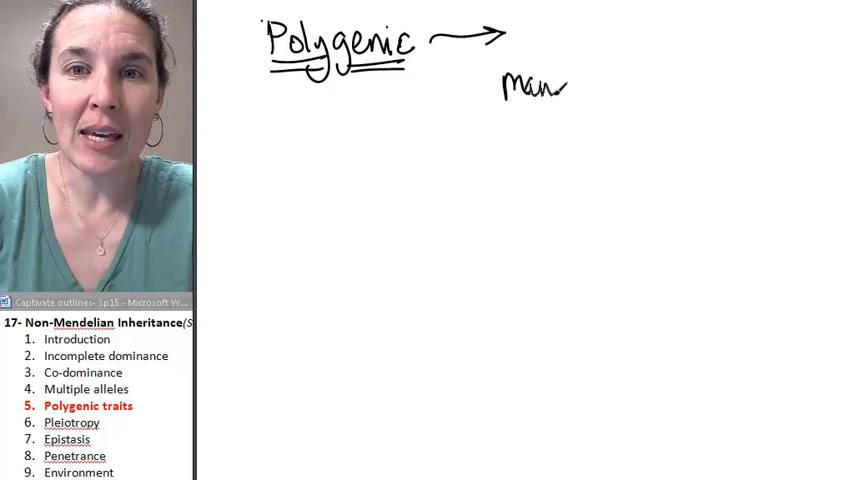 Polygenic →
man
Captivate outlines- Sp15 - Microsoft W...
17- Non-Mendelian Inheritance(S
1. Introduction
2. Incomplete dominance
3. Co-dominance
4. Multiple alleles
5. Polygenic traits
6. Pleiotropy
7. Epistasis
8. Penetrance
9. Environment